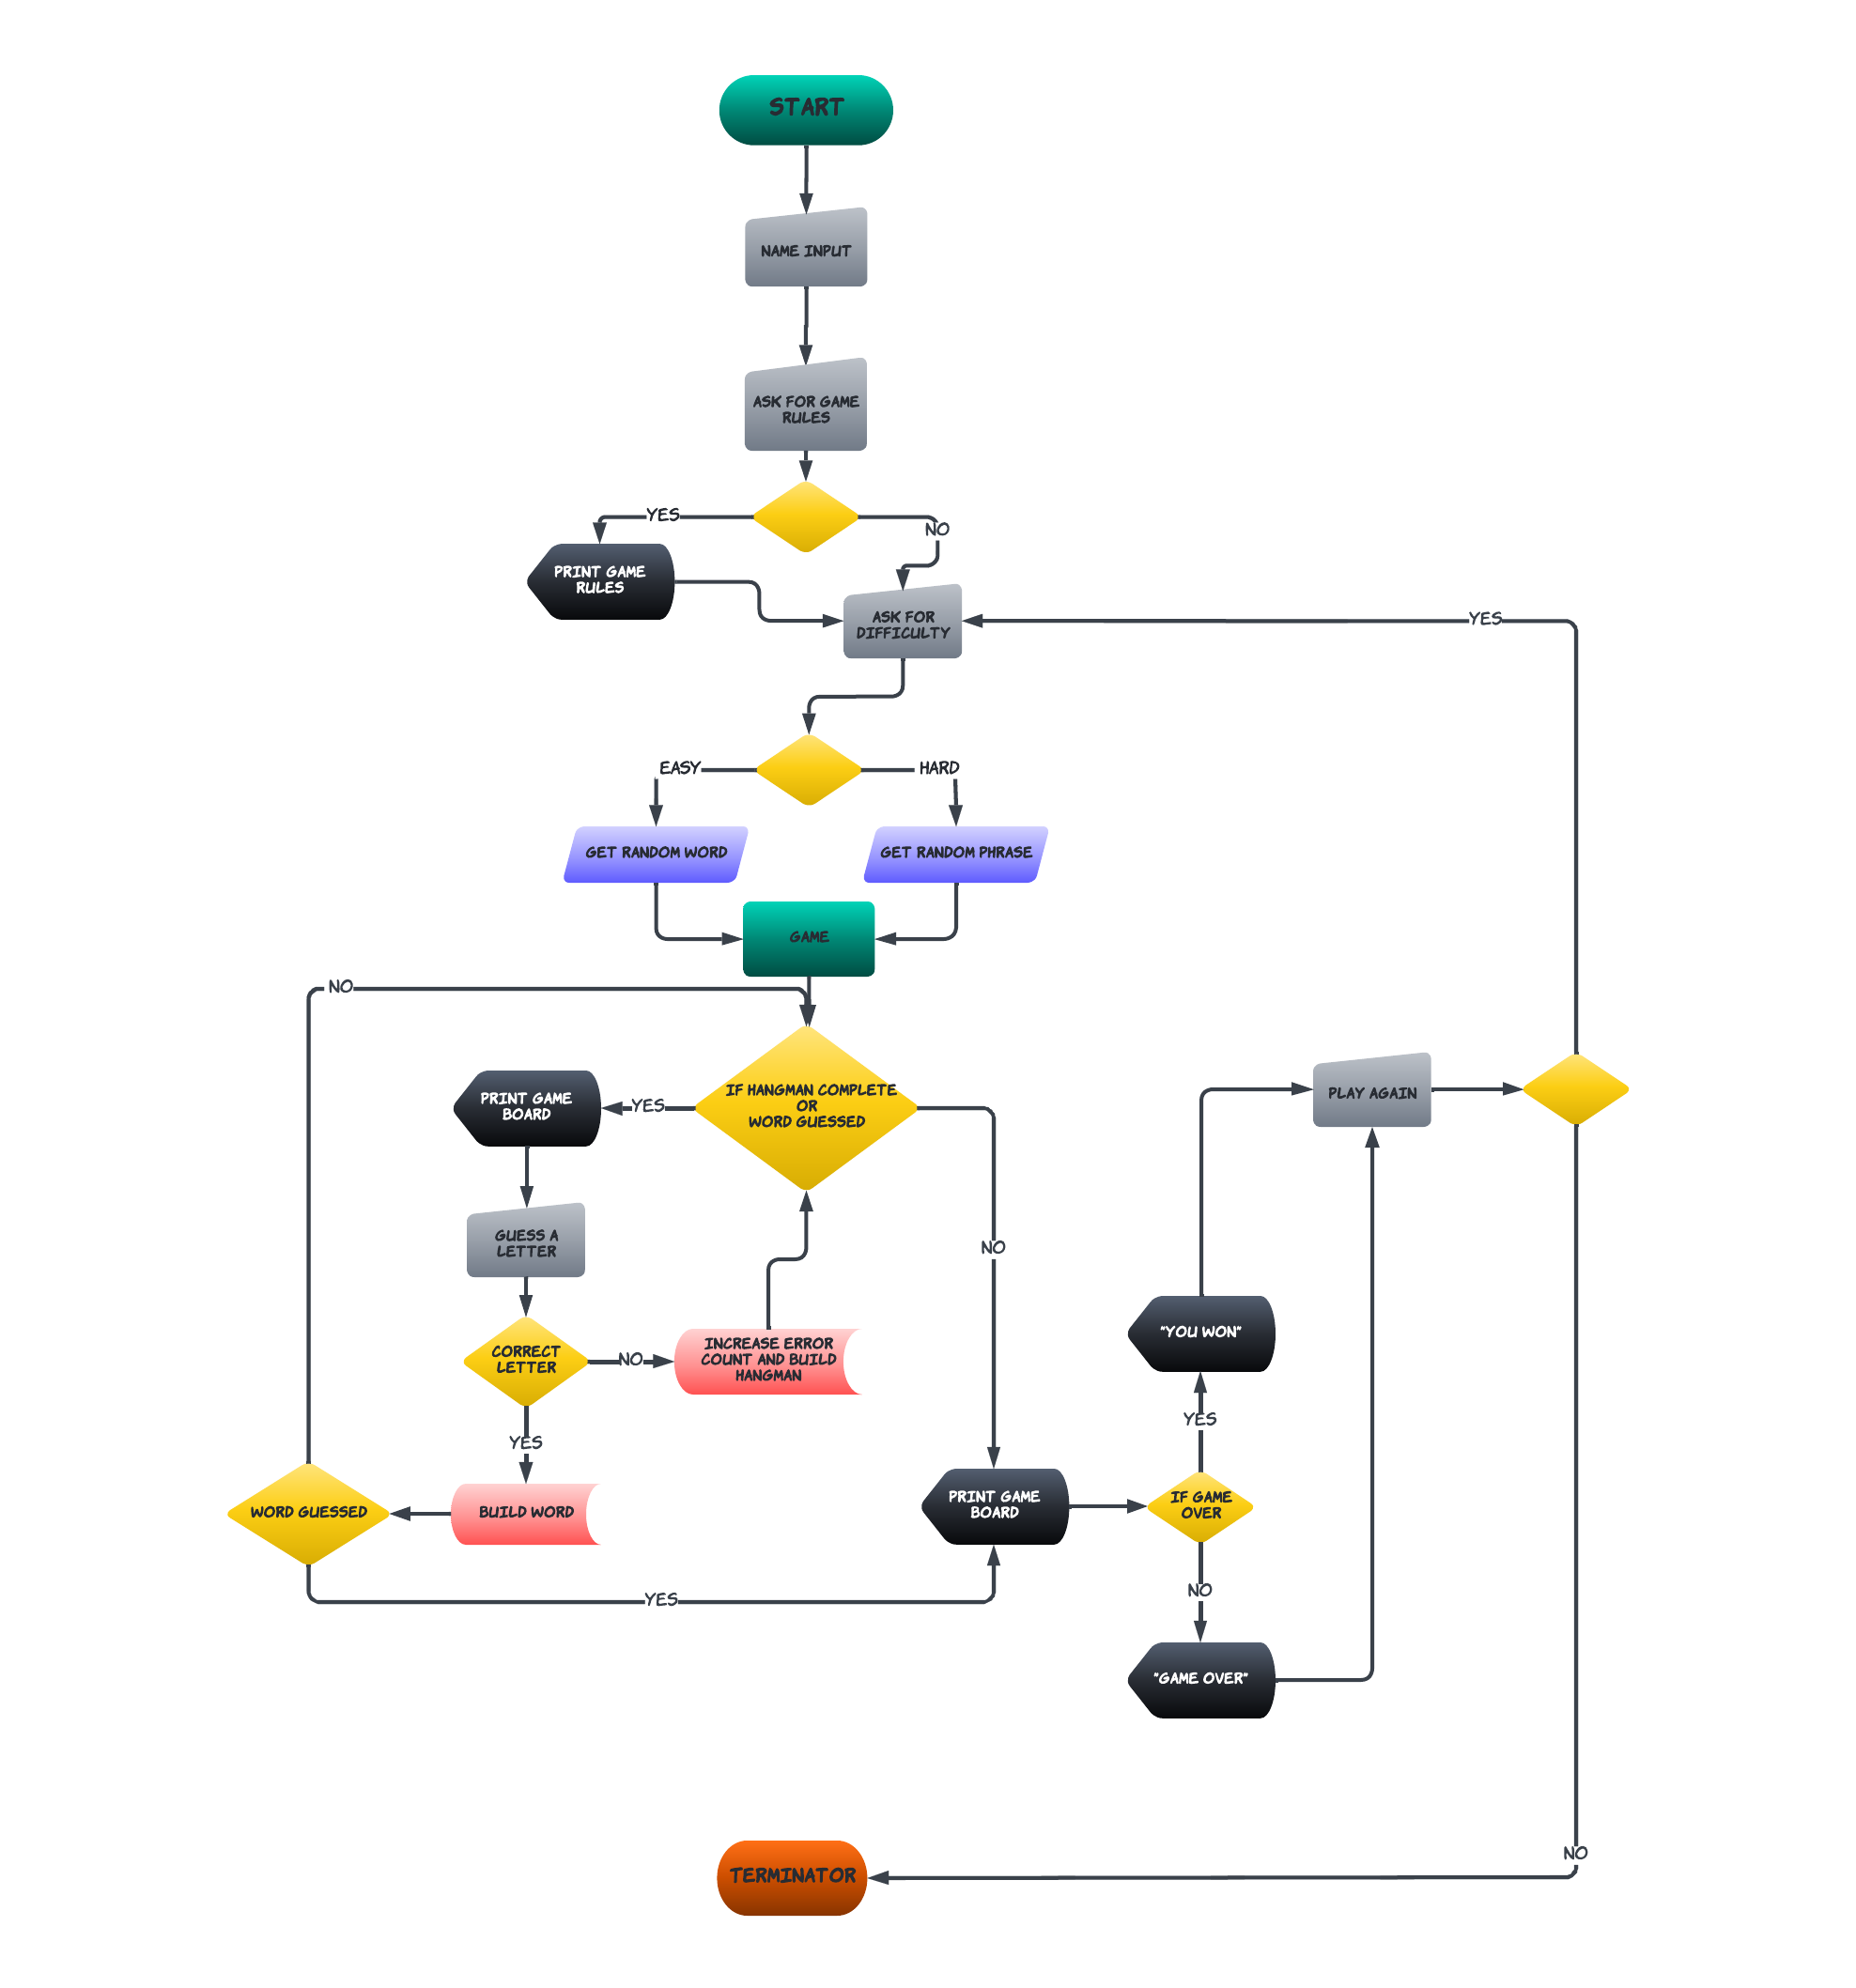 START
NAME INPUT
ASK FOR GAME
RULES
YES
NO
PRINT GAME
RULES
ASK FOR
DIFFICULTY
YES
EASY
HARD
GET RANDOM WORD
GET RANDOM PHRASE
GAME
NO
IF HANGMAN COMPLETE
OR
WORD GUESSED
YES
PRINT GAME
BOARD
PLAY AGAIN
GUESS A
LETTER
NO
CORRECT
LETTER
NO
INCREASE ERROR
COUNT AND BUILD
HANGMAN
"YOU WON"
YES
YES
WORD GUESSED
BUILD WORD
PRINT GAME
BOARD
IF GAME
OVER
YES
NO
"GAME OVER"
NO
TERMINATOR